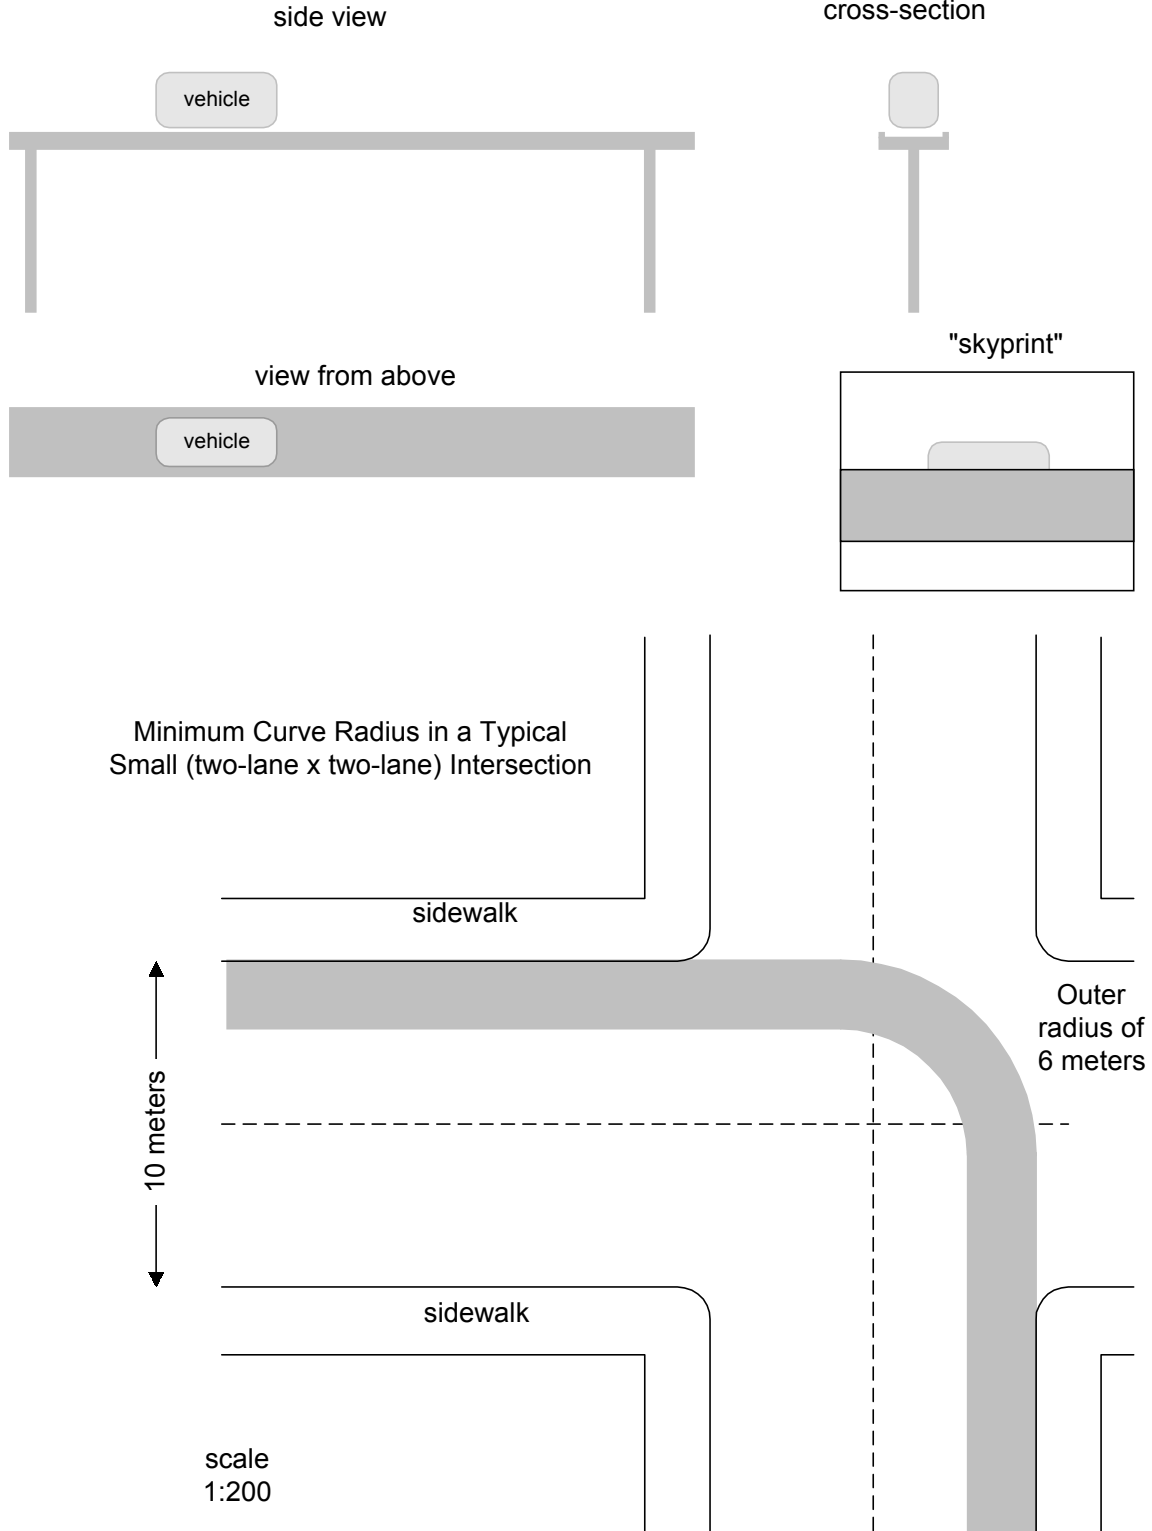 side view
cross-section
vehicle
"skyprint"
view from above
vehicle
Minimum Curve Radius in a Typical
Small (two-lane x two-lane) Intersection
sidewalk
Outer
radius of
6 meters
10 meters
sidewalk
scale
1:200